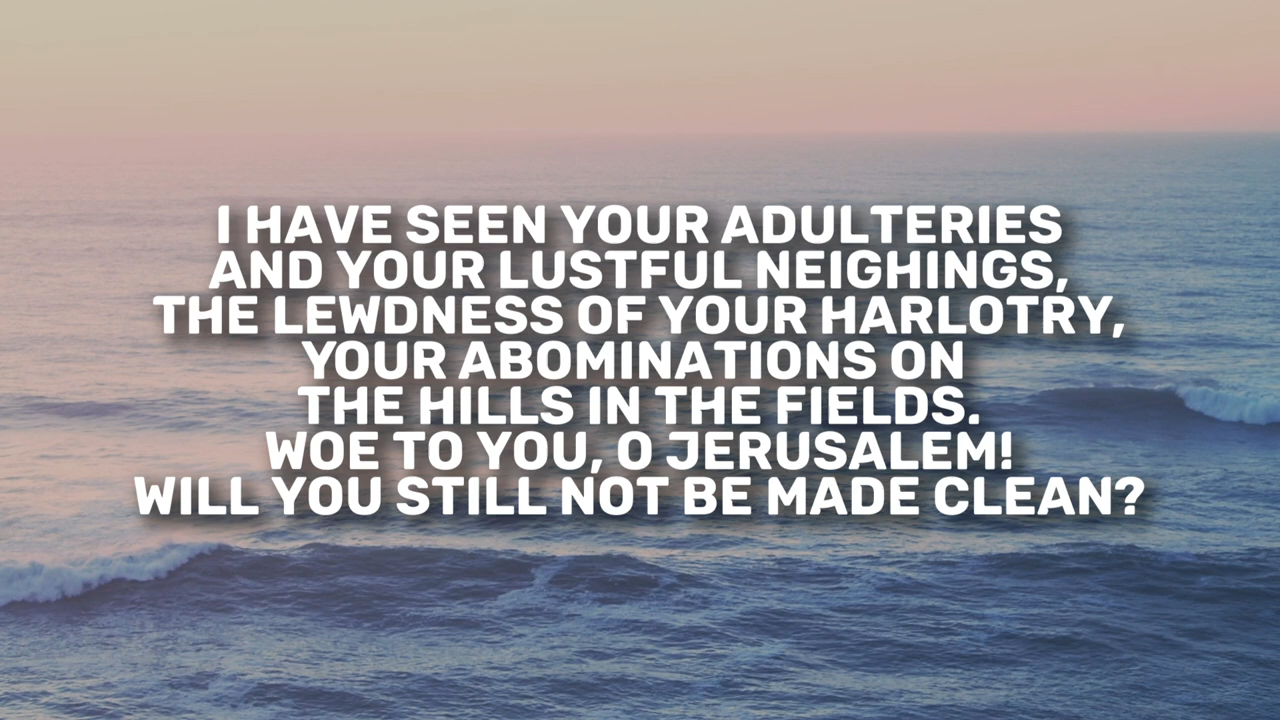 I HAVE SEEN YOUR ADULTERIES
AND YOUR LUSTFUL NEIGHINGS,
THE LEWDNESS OF YOUR HARLOTRY,
YOUR ABOMINATIONS ON
THE HILLS IN THE FIELDS.
WOE TO YOU, O JERUSALEM!
WILL YOU STILL NOT BE MADE CLEAN?